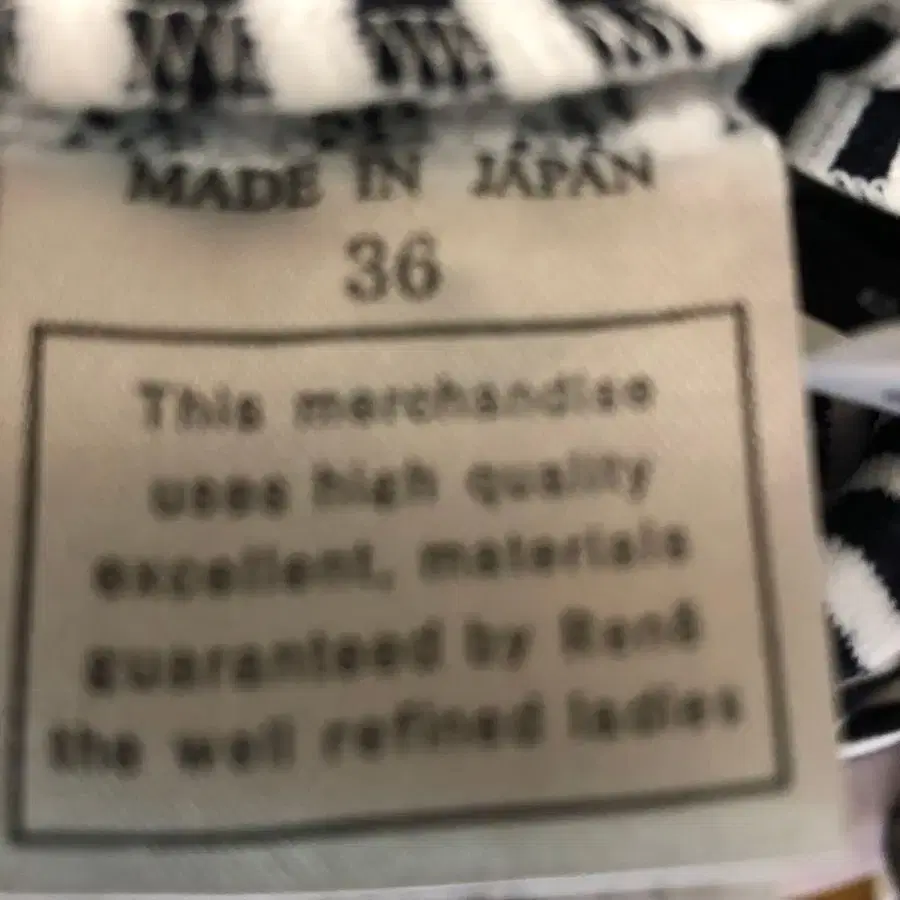 MADE IN JAPAN
36
This merchandise
uses high quality
excellent, materials
guaranteed by René
the well refined ladies